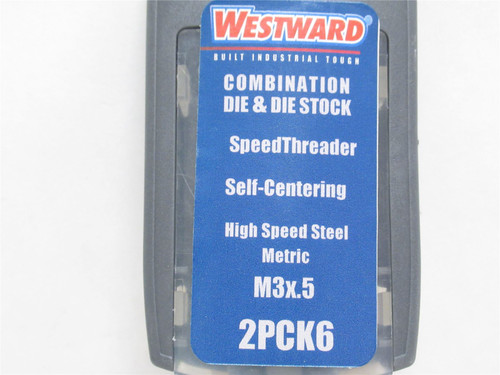 WESTWARD®
BUILT INDUSTRIAL TOUGH
COMBINATION
DIE & DIE STOCK
SpeedThreader
Self-Centering
High Speed Steel
Metric
M3x.5
2PCK6